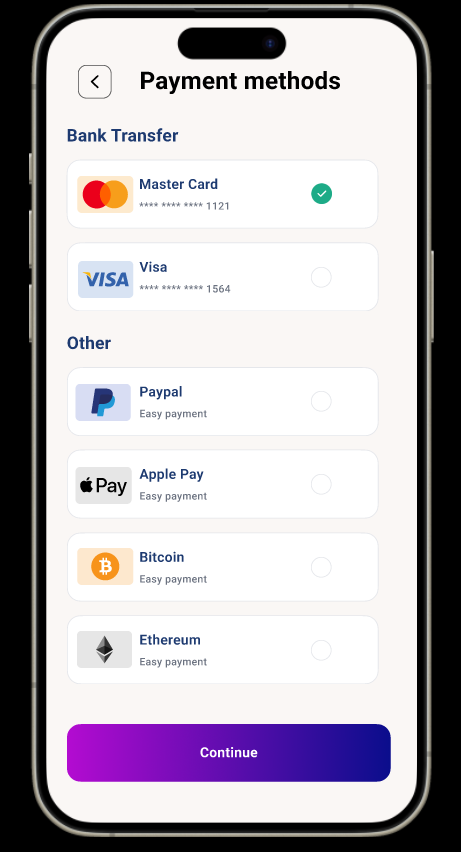 Payment methods
Bank Transfer
Master Card
**** **** **** 1121
VISA
Visa
**** **** **** 1564
Other
Paypal
Easy payment
Pay
Apple Pay
Easy payment
Bitcoin
Easy payment
Ethereum
Easy payment
Continue